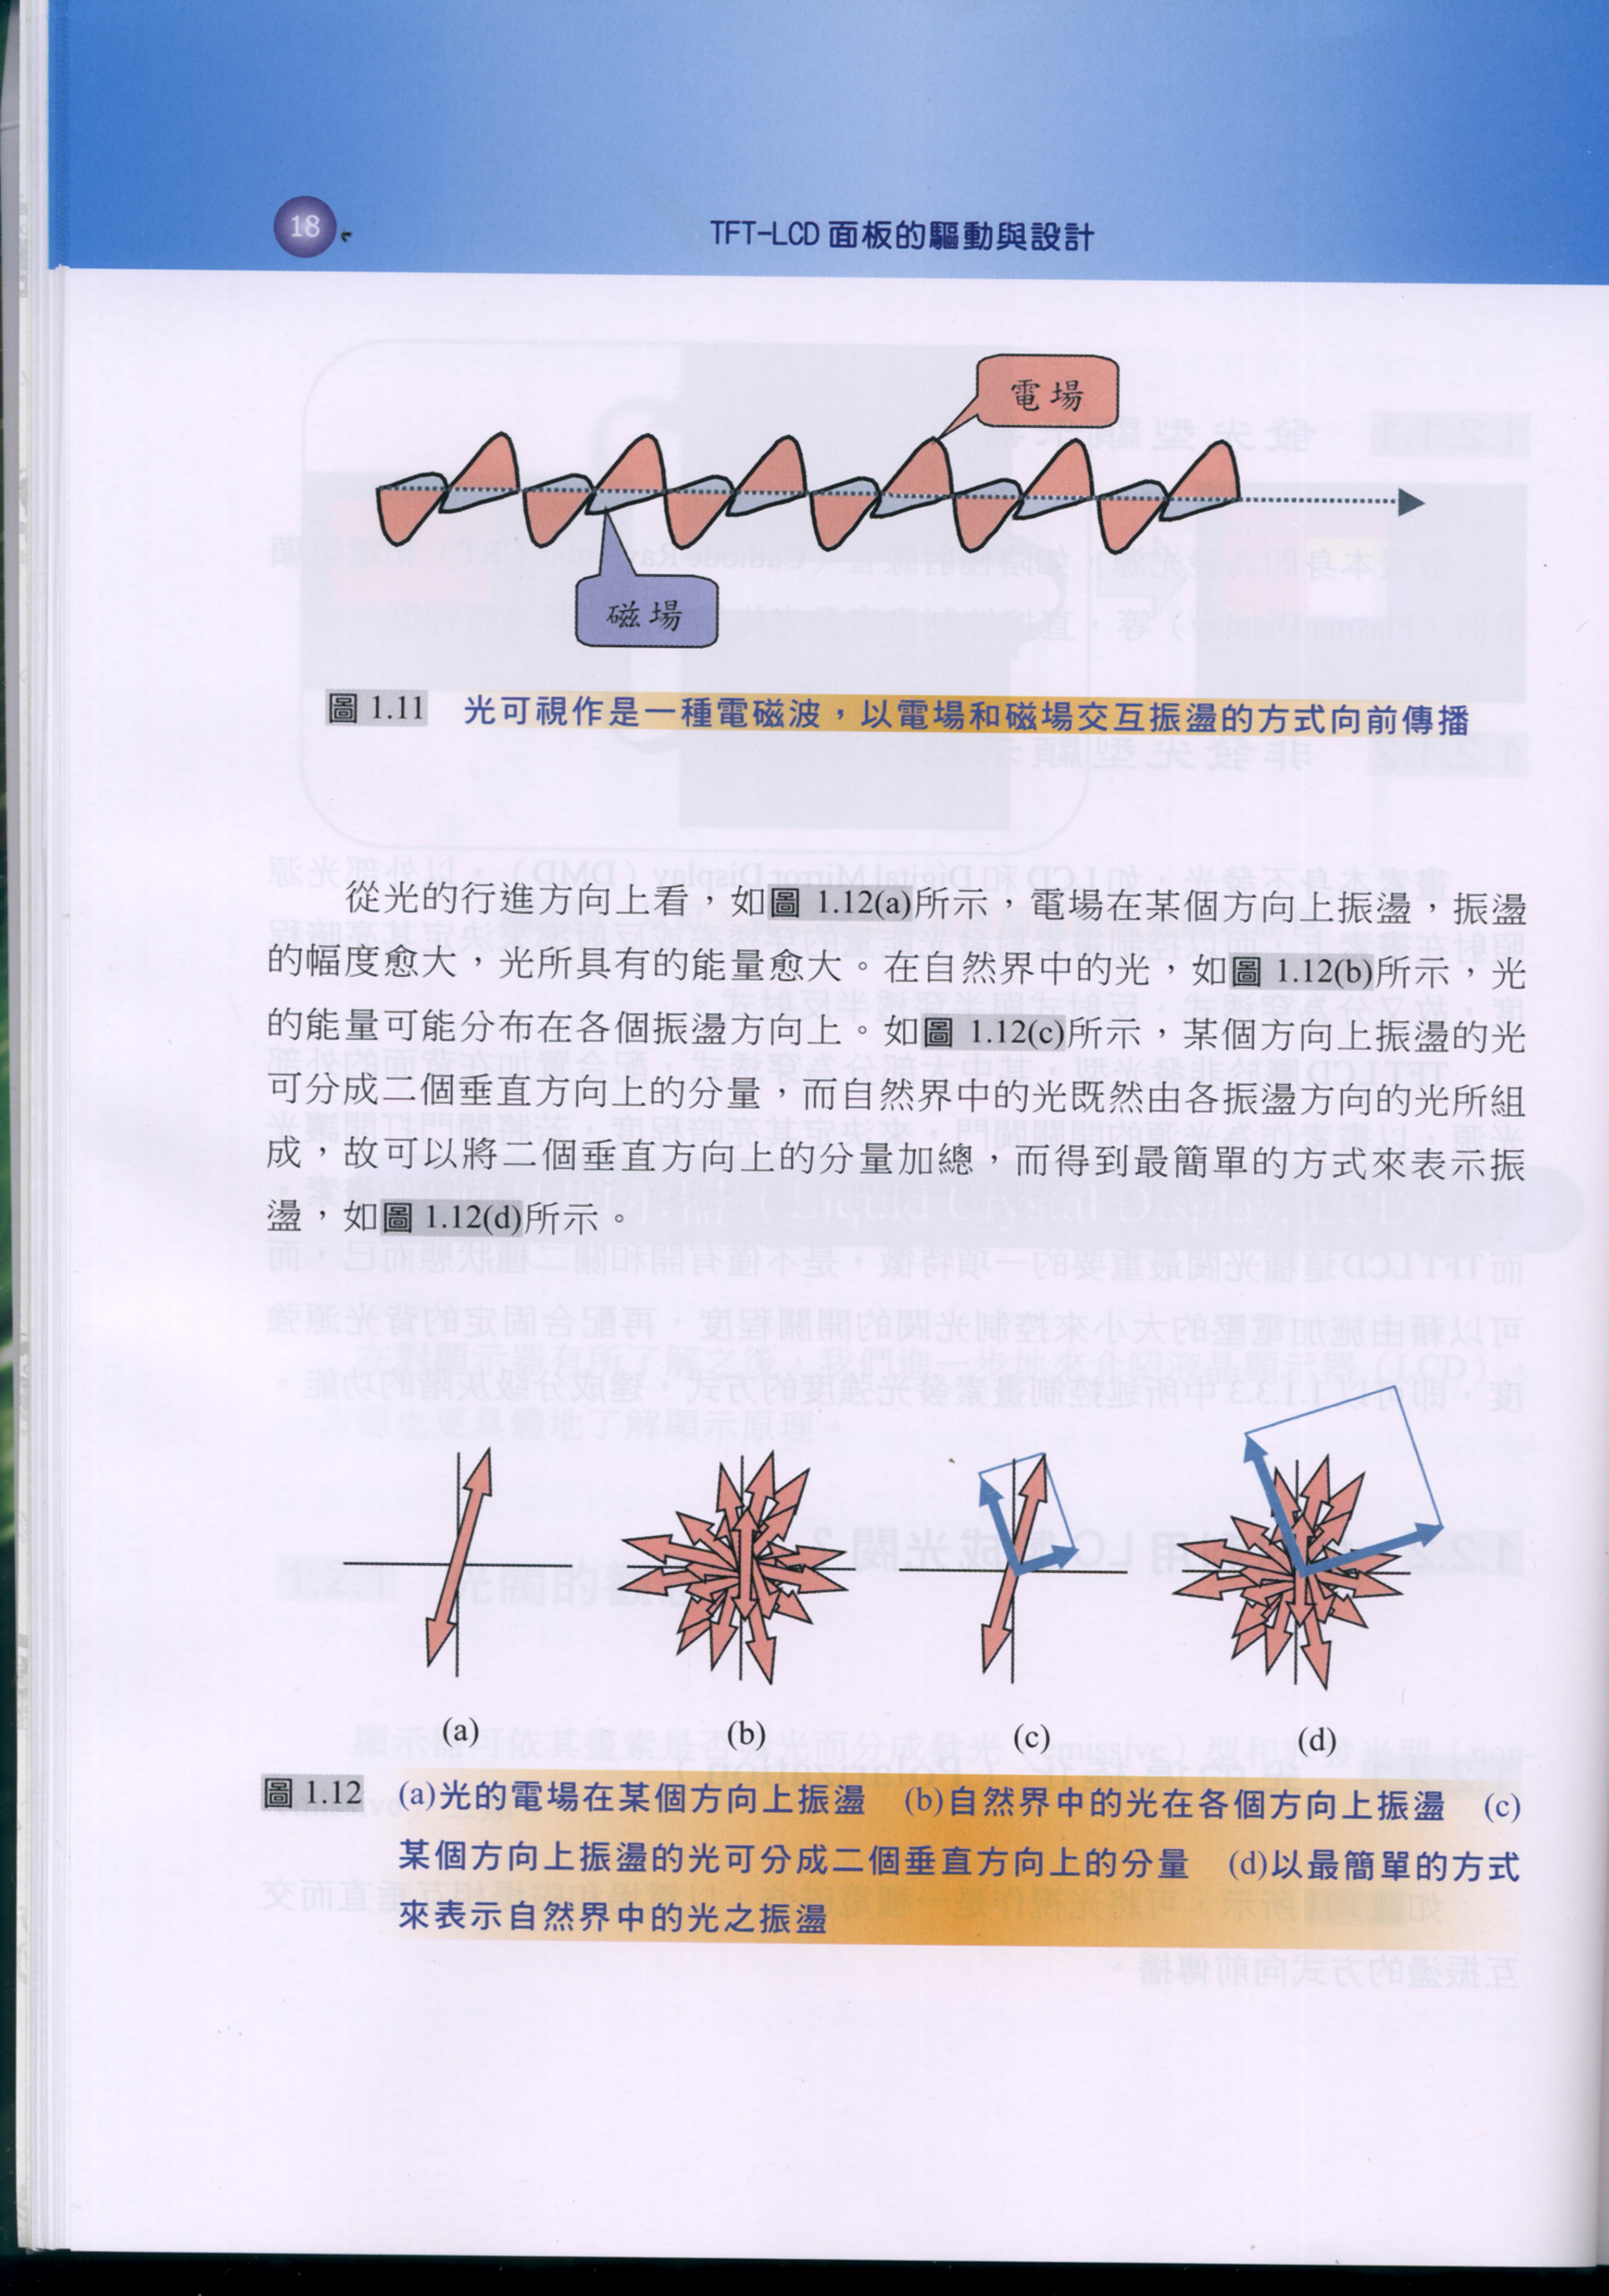 18
TFT-LCD 面板的驅動與設計
電場
磁場
圖 1.11 光可視作是一種電磁波，以電場和磁場交互振盪的方式向前傳播
從光的行進方向上看，如圖 1.12(a)所示，電場在某個方向上振盪，振盪
的幅度愈大，光所具有的能量愈大。在自然界中的光，如圖 1.12(b)所示，光
的能量可能分布在各個振盪方向上。如圖 1.12(c)所示，某個方向上振盪的光
可分成二個垂直方向上的分量，而自然界中的光既然由各振盪方向的光所組
成，故可以將二個垂直方向上的分量加總，而得到最簡單的方式來表示振
盪，如圖 1.12(d)所示。
(a) (b) (c) (d)
圖 1.12 (a)光的電場在某個方向上振盪 (b)自然界中的光在各個方向上振盪 (c)
某個方向上振盪的光可分成二個垂直方向上的分量 (d)以最簡單的方式
來表示自然界中的光之振盪